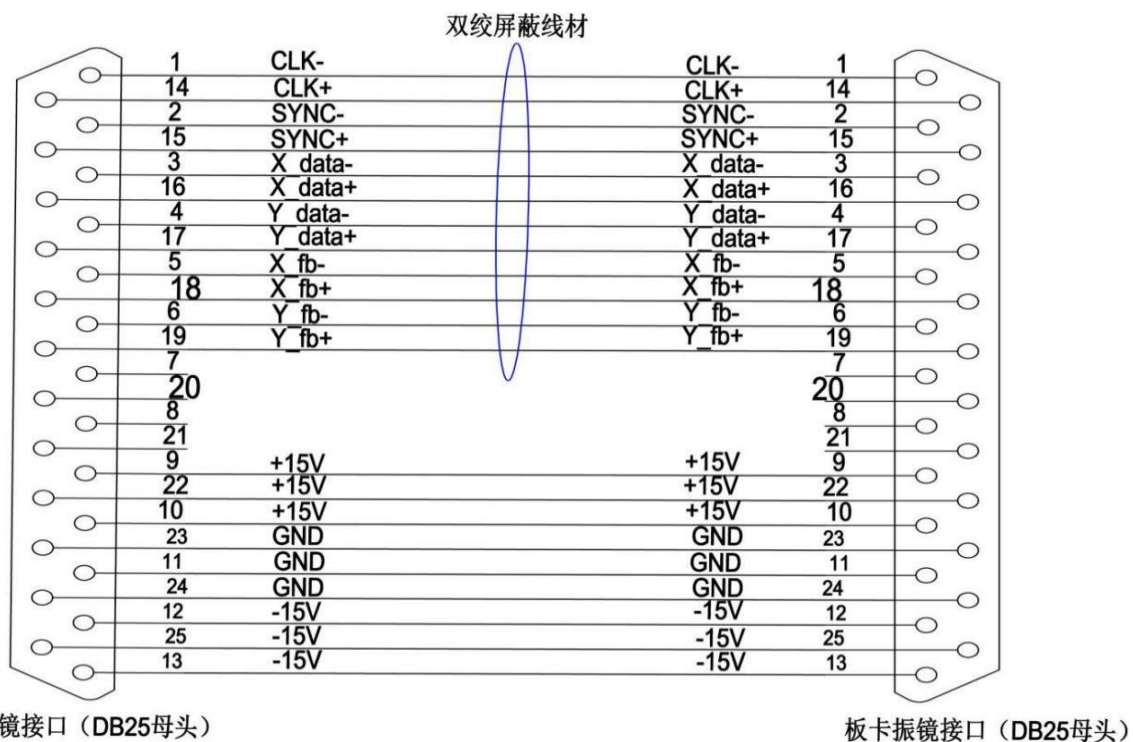 双绞屏蔽线材
1 CLK- CLK- 1
14 CLK+ CLK+ 14
2 SYNC- SYNC- 2
15 SYNC+ SYNC+ 15
3 X_data- X_data- 3
16 X_data+ X_data+ 16
4 Y_data- Y_data- 4
17 Y_data+ Y_data+ 17
5 X_fb- X_fb- 5
18 X_fb+ X_fb+ 18
6 Y_fb- Y_fb- 6
19 Y_fb+ Y_fb+ 19
7 7
20 20
8 8
21 21
9 +15V +15V 9
22 +15V +15V 22
10 +15V +15V 10
23 GND GND 23
11 GND GND 11
24 GND GND 24
12 -15V -15V 12
25 -15V -15V 25
13 -15V -15V 13
镜接口（DB25母头） 板卡振镜接口（DB25母头）